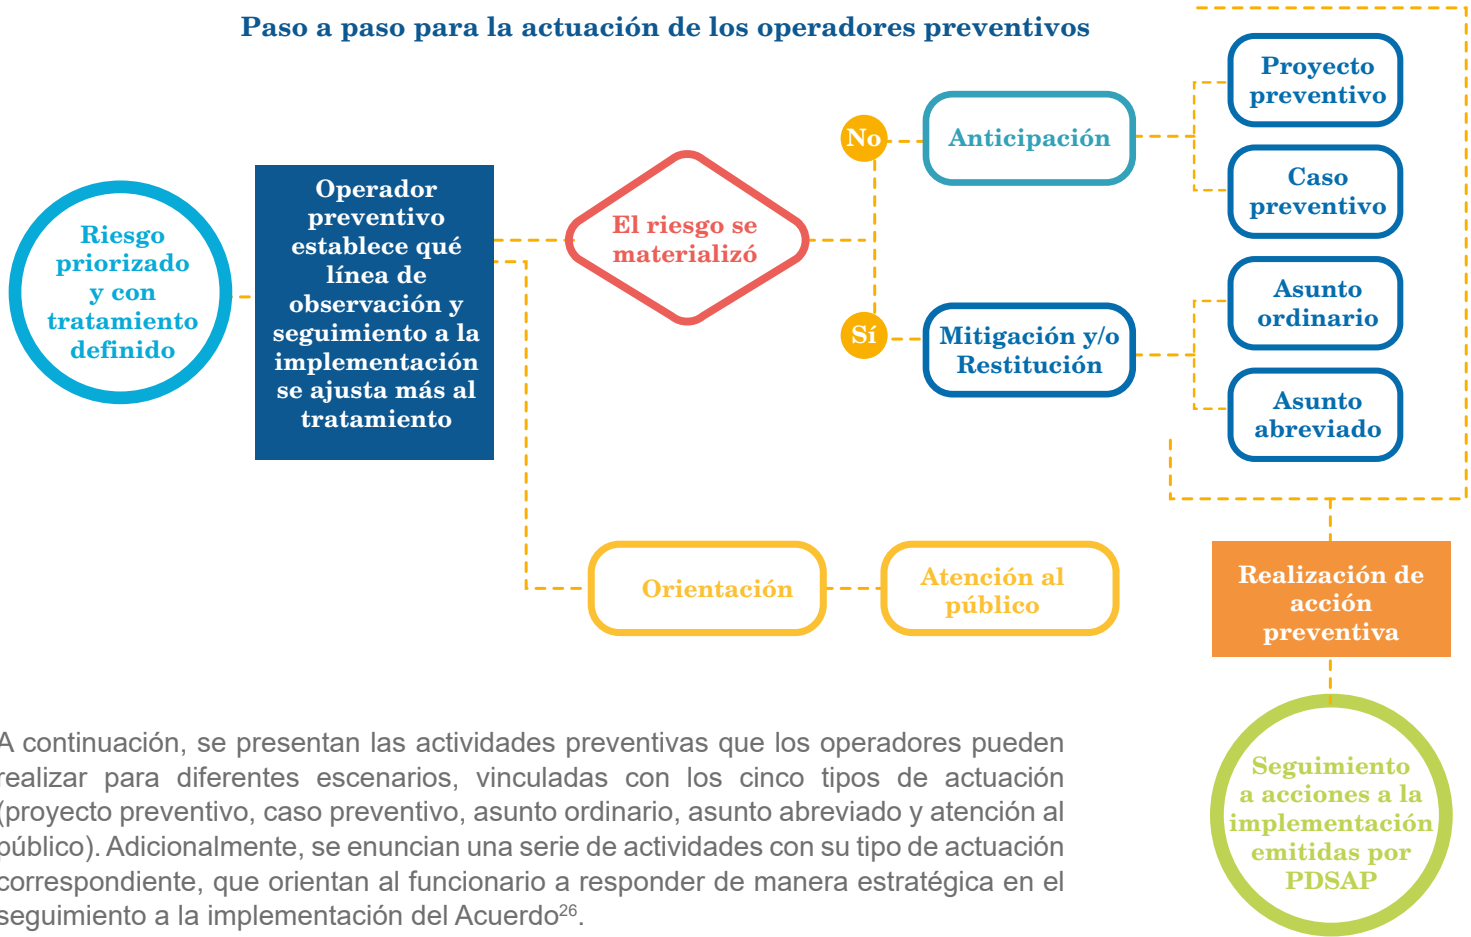 Paso a paso para la actuación de los operadores preventivos
Riesgo
priorizado
y con
tratamiento
definido
Operador
preventivo
establece qué
línea de
observación y
seguimiento a la
implementación
se ajusta más al
tratamiento
El riesgo se
materializó
No
Anticipación
Proyecto
preventivo
Caso
preventivo
Sí
Mitigación y/o
Restitución
Asunto
ordinario
Asunto
abreviado
Orientación
Atención al
público
Realización de
acción
preventiva
Seguimiento
a acciones a la
implementación
emitidas por
PDSAP
A continuación, se presentan las actividades preventivas que los operadores pueden
realizar para diferentes escenarios, vinculadas con los cinco tipos de actuación
(proyecto preventivo, caso preventivo, asunto ordinario, asunto abreviado y atención al
público). Adicionalmente, se enuncian una serie de actividades con su tipo de actuación
correspondiente, que orientan al funcionario a responder de manera estratégica en el
seguimiento a la implementación del Acuerdo²⁶.